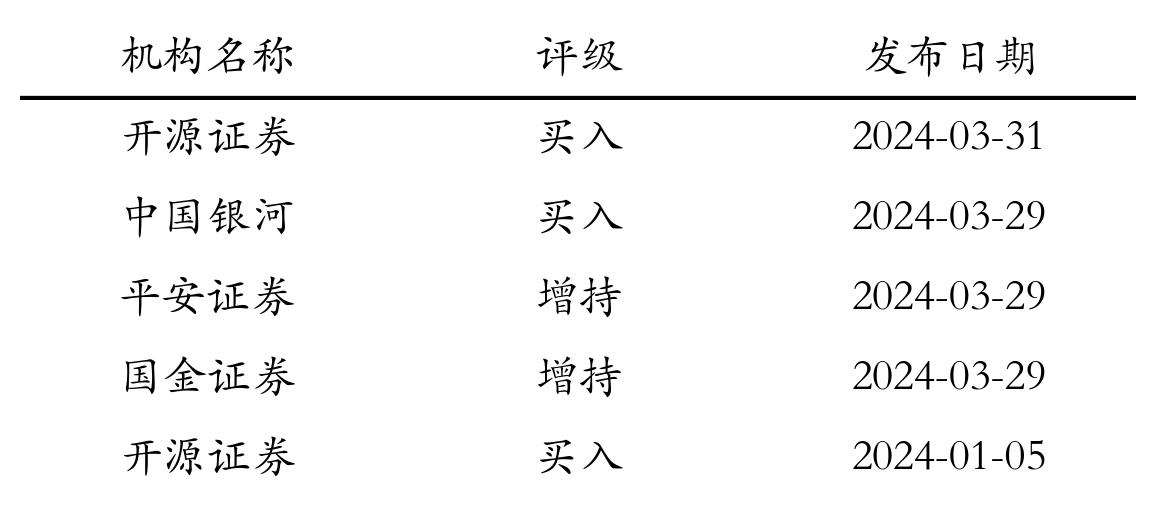 机构名称 评级 发布日期
开源证券 买入 2024-03-31
中国银河 买入 2024-03-29
平安证券 增持 2024-03-29
国金证券 增持 2024-03-29
开源证券 买入 2024-01-05